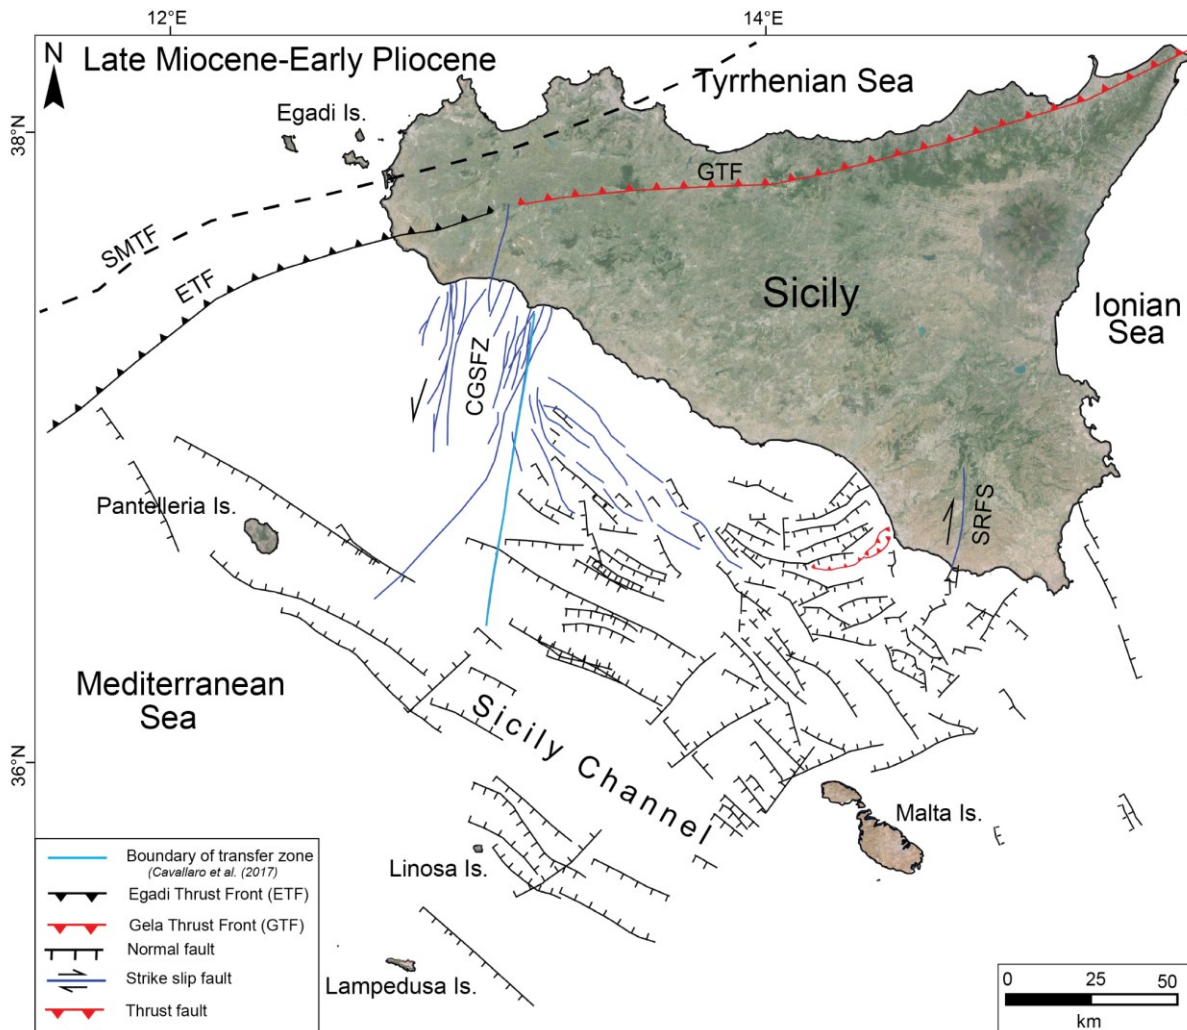 12°E
14°E
N
Late Miocene-Early Pliocene
Tyrrhenian Sea
Egadi Is.
38°N
GTF
SMTF
ETF
Sicily
Ionian
Sea
CGSFZ
Pantelleria Is.
SRFS
Mediterranean
Sea
Sicily Channel
36°N
Malta Is.
Linosa Is.
Lampedusa Is.
Boundary of transfer zone
(Cavallaro et al. (2017)
Egadi Thrust Front (ETF)
Gela Thrust Front (GTF)
Normal fault
Strike slip fault
Thrust fault
0 25 50
km